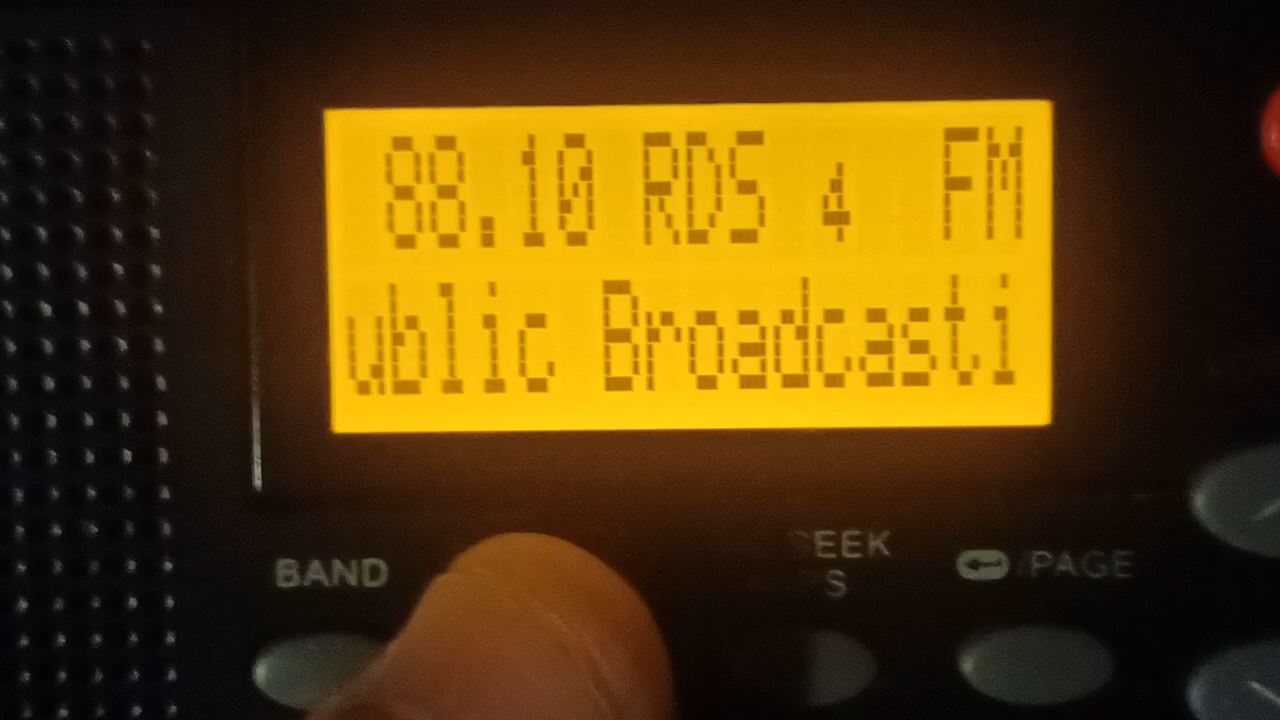 88.10 RDS FM
ublic Broadcasti
BAND
SEEK
S
/PAGE